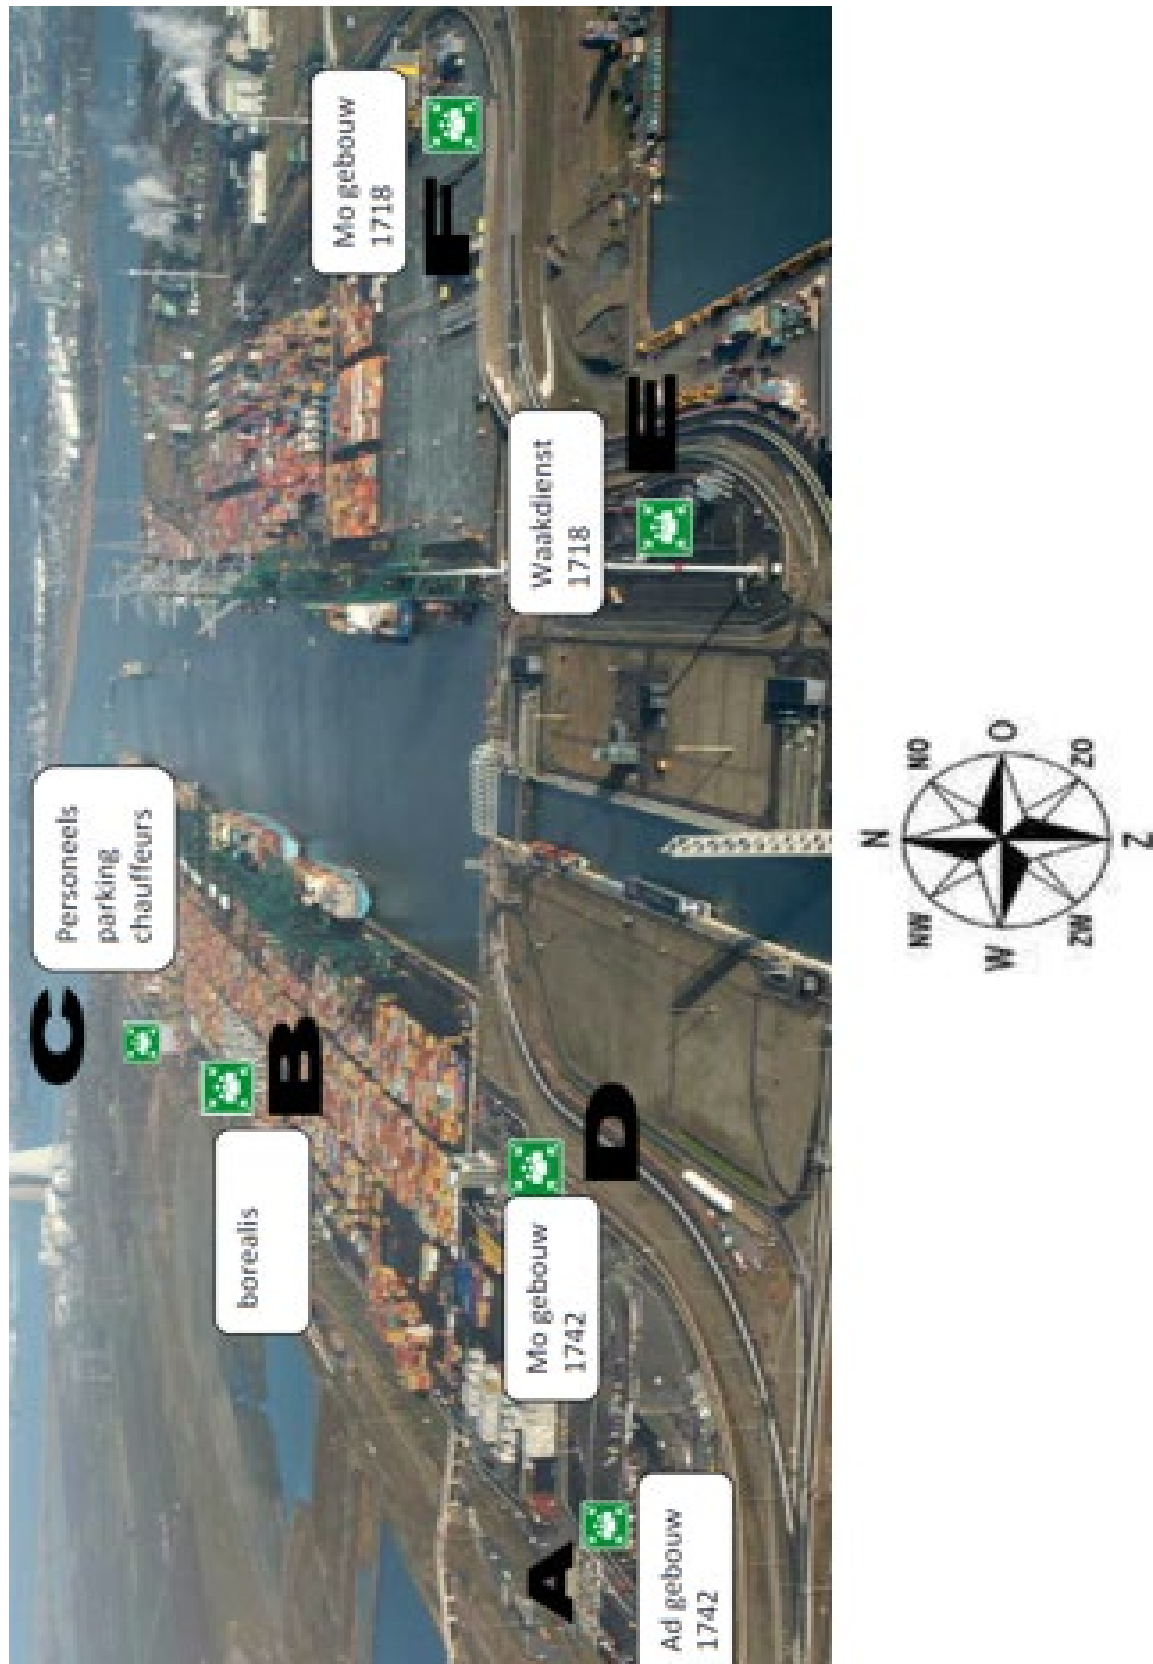 C
Personeels
parking
chauffeurs
B
borealis
Mo gebouw
1718
F
Waakdienst
1718
E
D
Mo gebouw
1742
A
Ad gebouw
1742
N
NO
O
ZO
Z
ZW
W
NW